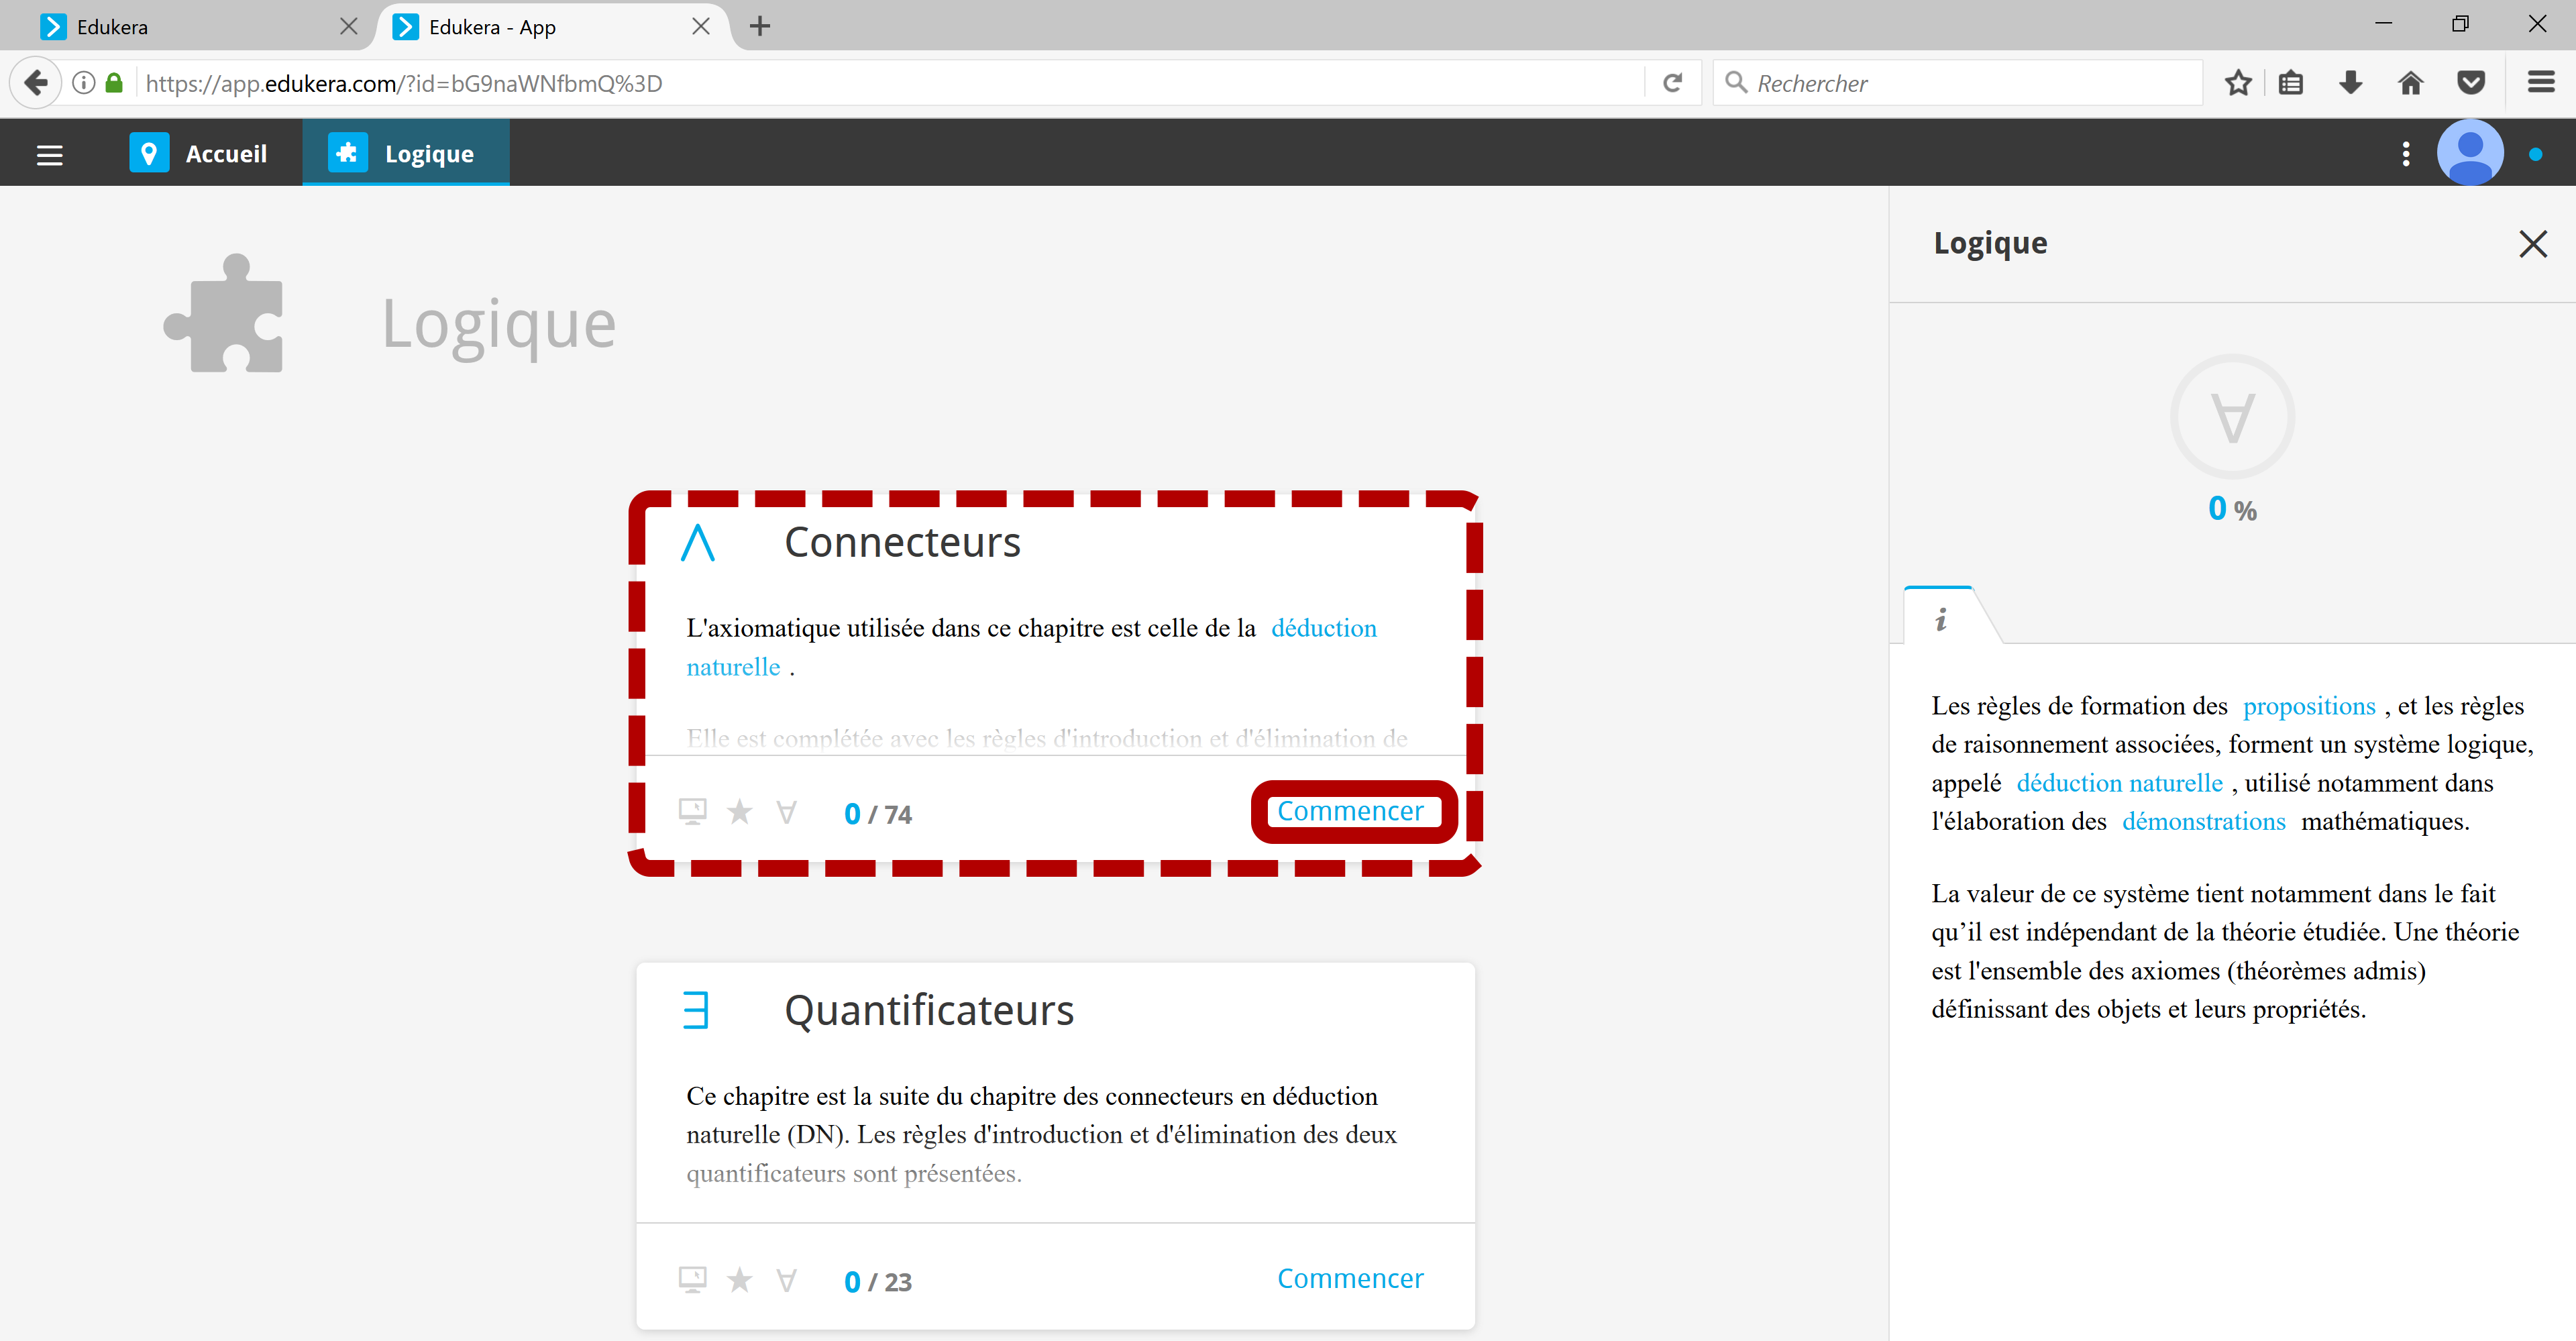 Edukera
Edukera - App
https://app.edukera.com/?id=bG9naWNfbmQ%3D
Rechercher
Accueil
Logique
Logique
Connecteurs
L'axiomatique utilisée dans ce chapitre est celle de la déduction
naturelle .
Elle est complétée avec les règles d'introduction et d'élimination de
∀ 0 / 74
Commencer
∃ Quantificateurs
Ce chapitre est la suite du chapitre des connecteurs en déduction
naturelle (DN). Les règles d'introduction et d'élimination des deux
quantificateurs sont présentées.
∀ 0 / 23
Commencer
Logique
∀
0 %
i
Les règles de formation des propositions , et les règles
de raisonnement associées, forment un système logique,
appelé déduction naturelle , utilisé notamment dans
l'élaboration des démonstrations mathématiques.
La valeur de ce système tient notamment dans le fait
qu’il est indépendant de la théorie étudiée. Une théorie
est l'ensemble des axiomes (théorèmes admis)
définissant des objets et leurs propriétés.